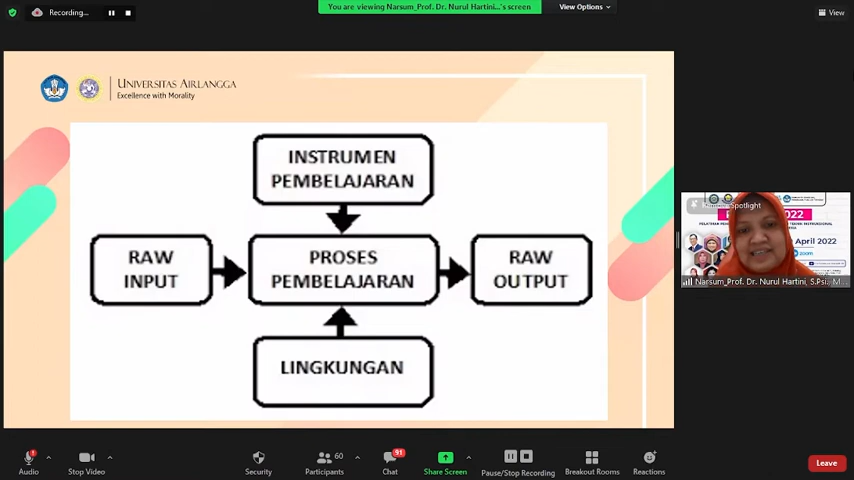 Recording...
You are viewing Narsum_Prof. Dr. Nurul Hartini...'s screen
View Options
View
UNIVERSITAS AIRLANGGA
Excellence with Morality
INSTRUMEN
PEMBELAJARAN
RAW
INPUT
PROSES
PEMBELAJARAN
RAW
OUTPUT
LINGKUNGAN
Spotlight
2022
April 2022
zoom
Narsum_Prof. Dr. Nurul Hartini, S.Psi., M...
Audio
Stop Video
Security
60
Participants
91
Chat
Share Screen
Pause/Stop Recording
Breakout Rooms
Reactions
Leave